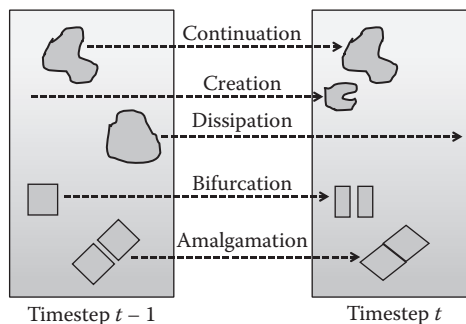 Continuation
Creation
Dissipation
Bifurcation
Amalgamation
Timestep t – 1
Timestep t